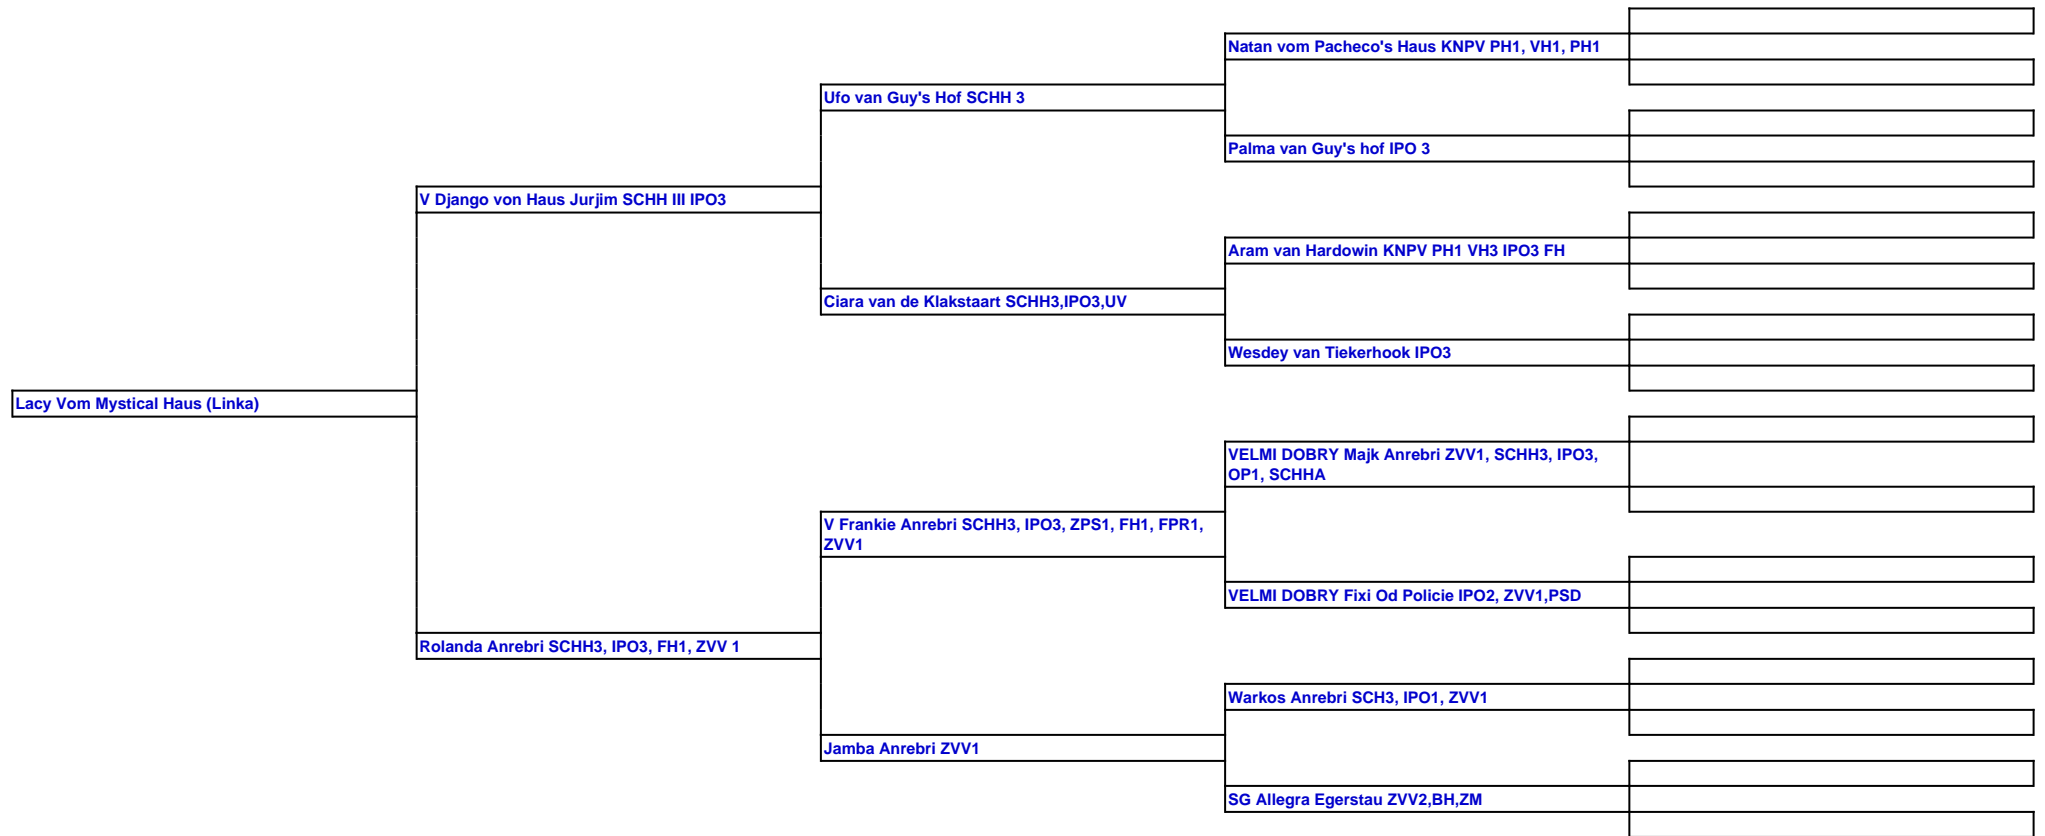 Natan vom Pacheco's Haus KNPV PH1, VH1, PH1
Ufo van Guy's Hof SCHH 3
Palma van Guy's hof IPO 3
V Django von Haus Jurjim SCHH III IPO3
Aram van Hardowin KNPV PH1 VH3 IPO3 FH
Ciara van de Klakstaart SCHH3,IPO3,UV
Wesdey van Tiekerhook IPO3
Lacy Vom Mystical Haus (Linka)
VELMI DOBRY Majk Anrebri ZVV1, SCHH3, IPO3,
OP1, SCHHA
V Frankie Anrebri SCHH3, IPO3, ZPS1, FH1, FPR1,
ZVV1
VELMI DOBRY Fixi Od Policie IPO2, ZVV1,PSD
Rolanda Anrebri SCHH3, IPO3, FH1, ZVV 1
Warkos Anrebri SCH3, IPO1, ZVV1
Jamba Anrebri ZVV1
SG Allegra Egerstau ZVV2,BH,ZM